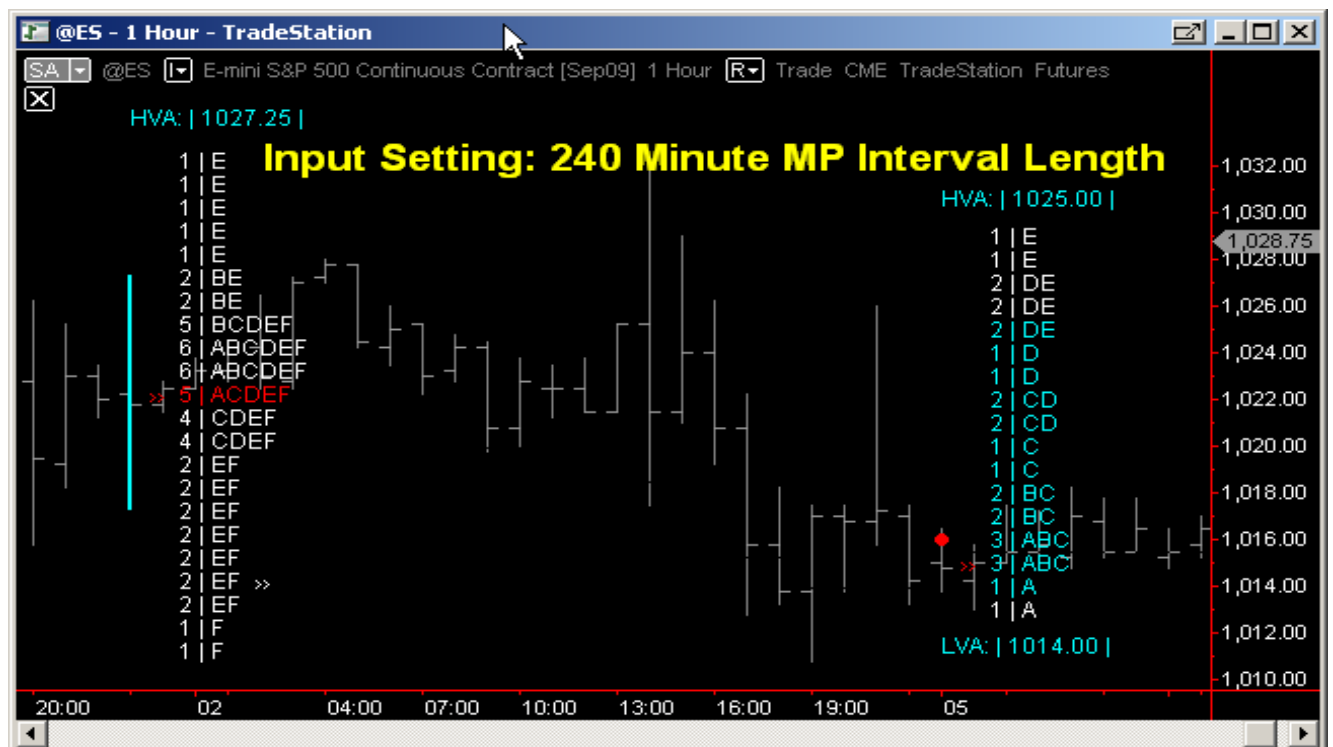 @ES - 1 Hour - TradeStation
SA @ES I E-mini S&P 500 Continuous Contract [Sep09] 1 Hour R Trade CME TradeStation Futures
HVA: | 1027.25 |
Input Setting: 240 Minute MP Interval Length
1 | E
1 | E
1 | E
1 | E
1 | E
2 | BE
2 | BE
5 | BCDEF
6 | ABCDEF
6 | ABCDEF
>> 5 | ACDEF
4 | CDEF
4 | CDEF
2 | EF
2 | EF
2 | EF
2 | EF
2 | EF
2 | EF >>
2 | EF
1 | F
1 | F
HVA: | 1025.00 |
1 | E
1 | E
2 | DE
2 | DE
2 | DE
1 | D
1 | D
2 | CD
2 | CD
1 | C
1 | C
2 | BC
2 | BC
3 | ABC
>> 3 | ABC
1 | A
1 | A
LVA: | 1014.00 |
1,032.00
1,030.00
1,028.75
1,028.00
1,026.00
1,024.00
1,022.00
1,020.00
1,018.00
1,016.00
1,014.00
1,012.00
1,010.00
20:00 02 04:00 07:00 10:00 13:00 16:00 19:00 05